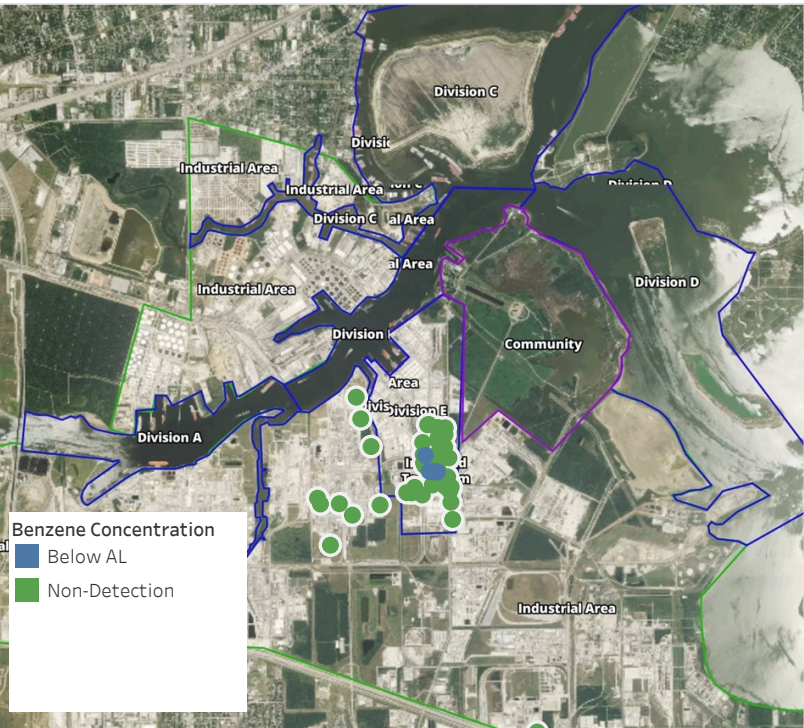 Division C
Divisi
Industrial Area
Industrial Area
Division D
Division C
al Area
al Area
Division D
Industrial Area
Division
Community
Area
Division E
Division A
Benzene Concentration
Below AL
Non-Detection
Industrial Area